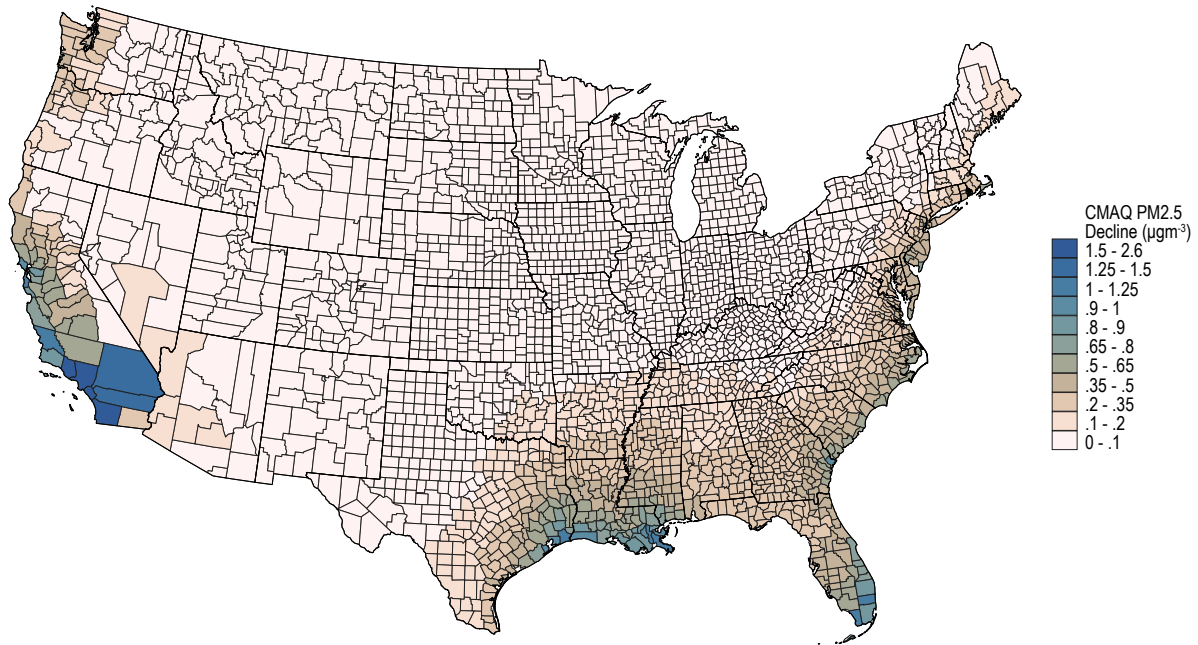 CMAQ PM2.5
Decline (µgm-3)
1.5 - 2.6
1.25 - 1.5
1 - 1.25
.9 - 1
.8 - .9
.65 - .8
.5 - .65
.35 - .5
.2 - .35
.1 - .2
0 - .1